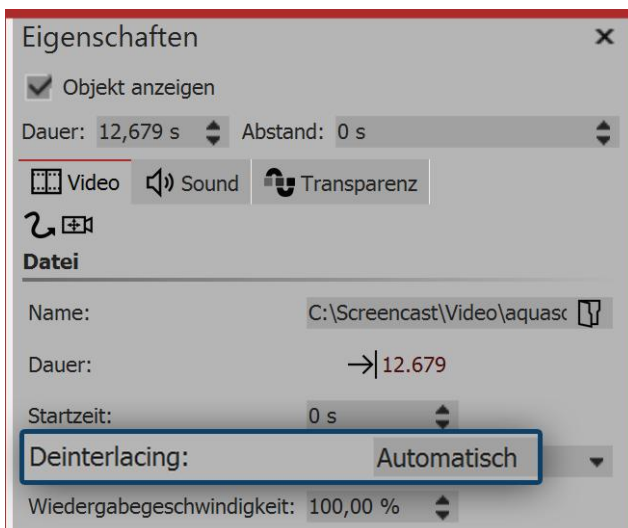 Eigenschaften
Objekt anzeigen
Dauer: 12,679 s Abstand: 0 s
Video Sound Transparenz
Datei
Name: C:\Screencast\Video\aquasc
Dauer: 12.679
Startzeit: 0 s
Deinterlacing: Automatisch
Wiedergabegeschwindigkeit: 100,00 %